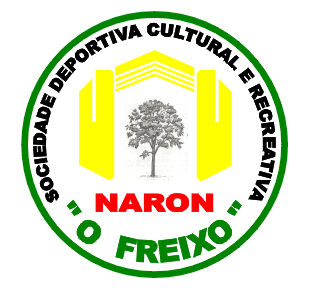 SOCIEDADE DEPORTIVA CULTURAL E RECREATIVA
NARON
"O FREIXO"